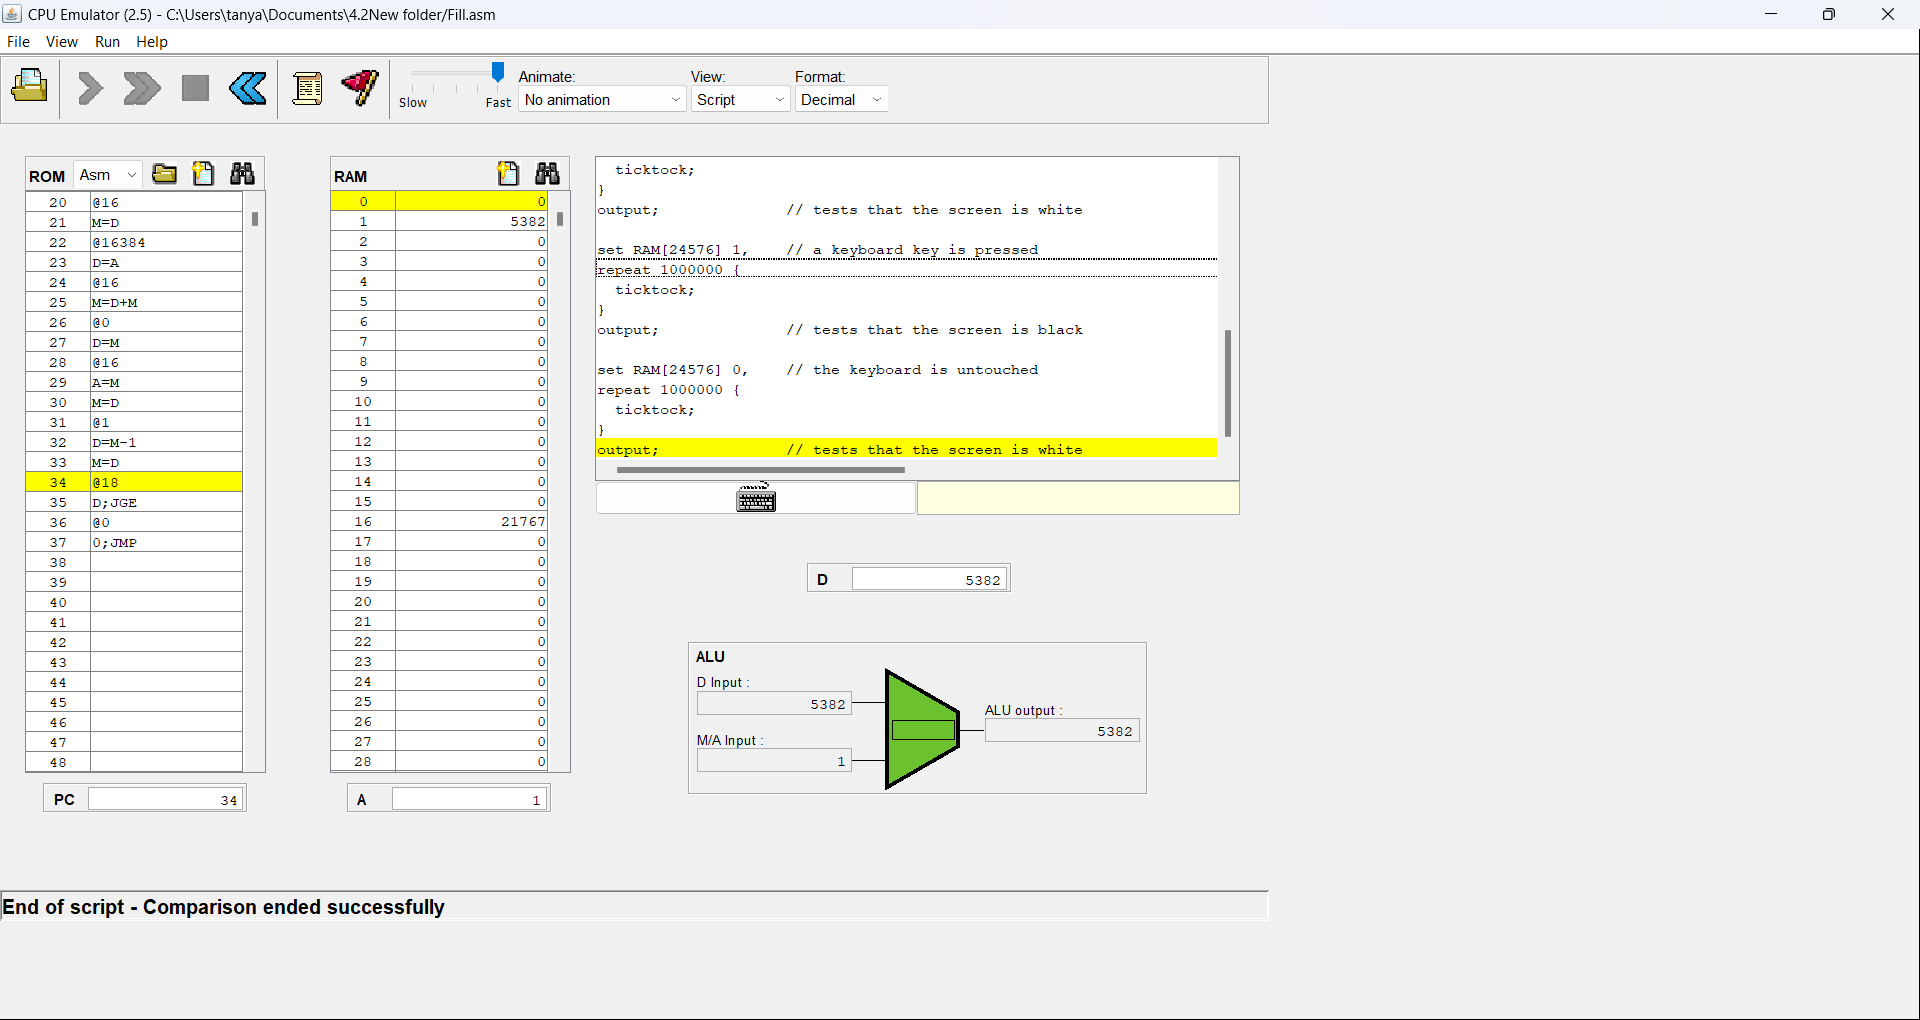 CPU Emulator (2.5) - C:\Users\tanya\Documents\4.2New folder/Fill.asm
File View Run Help
Slow Fast
Animate:
No animation
View:
Script
Format:
Decimal
ROM Asm
20 @16
21 M=D
22 @16384
23 D=A
24 @16
25 M=D+M
26 @0
27 D=M
28 @16
29 A=M
30 M=D
31 @1
32 D=M-1
33 M=D
34 @18
35 D;JGE
36 @0
37 0;JMP
38
39
40
41
42
43
44
45
46
47
48
PC 34
RAM
0 0
1 5382
2 0
3 0
4 0
5 0
6 0
7 0
8 0
9 0
10 0
11 0
12 0
13 0
14 0
15 0
16 21767
17 0
18 0
19 0
20 0
21 0
22 0
23 0
24 0
25 0
26 0
27 0
28 0
A 1
ticktock;
}
output; // tests that the screen is white
set RAM[24576] 1, // a keyboard key is pressed
repeat 1000000 {
ticktock;
}
output; // tests that the screen is black
set RAM[24576] 0, // the keyboard is untouched
repeat 1000000 {
ticktock;
}
output; // tests that the screen is white
D 5382
ALU
D Input :
5382
M/A Input :
1
ALU output :
5382
End of script - Comparison ended successfully